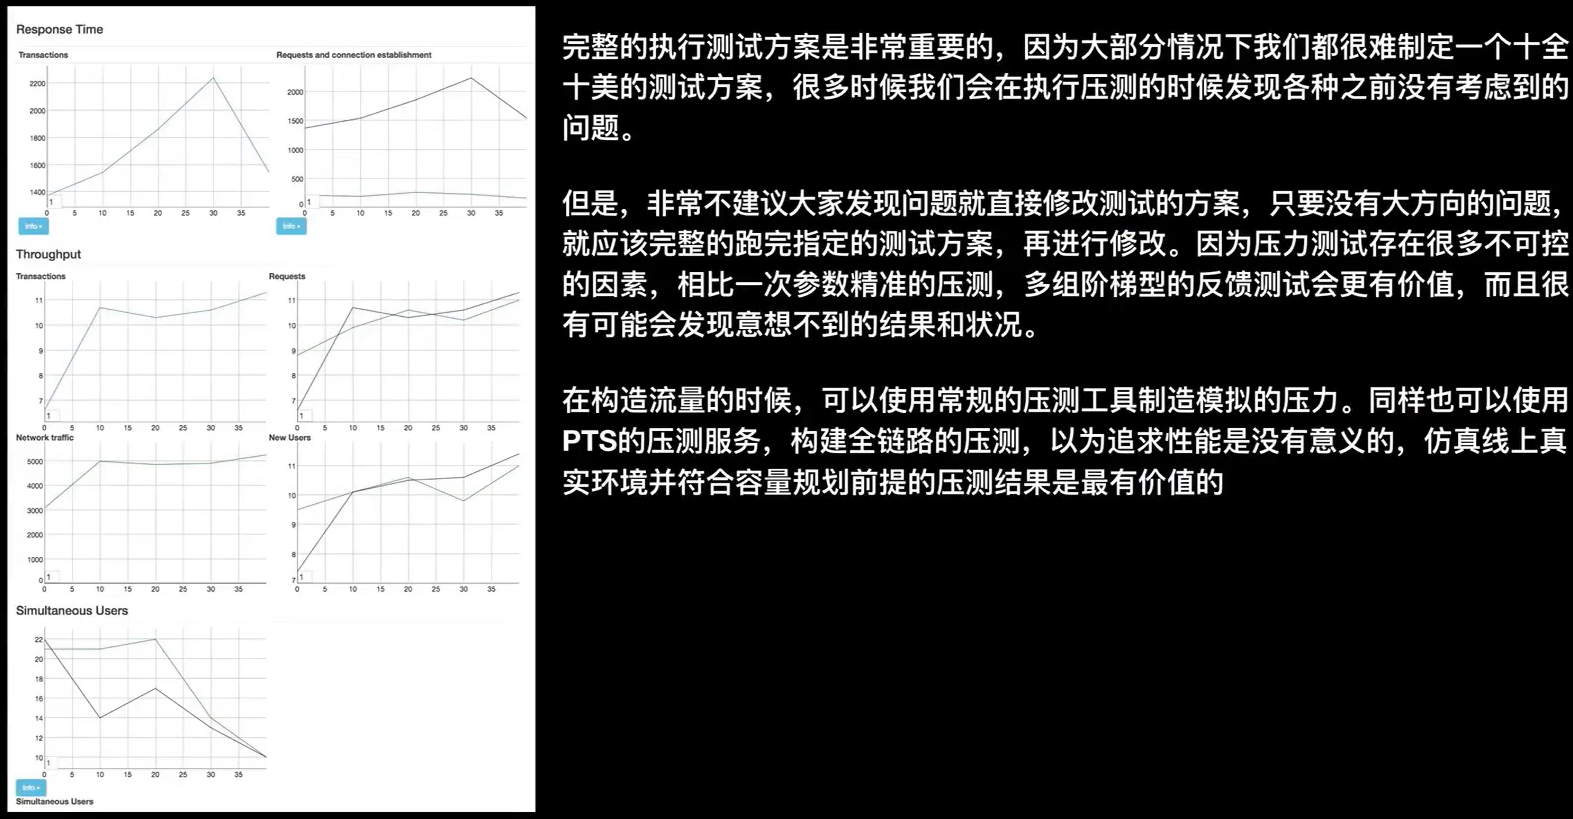 Response Time
Transactions
Requests and connection establishment
2200
2000
1800
1600
1400
1
0 5 10 15 20 25 30 35
Info »
2000
1500
1000
500
0
1
0 5 10 15 20 25 30 35
Info »
Throughput
Transactions
Requests
11
10
9
8
7
1
0 5 10 15 20 25 30 35
11
10
9
8
7
1
0 5 10 15 20 25 30 35
Network traffic
New Users
5000
4000
3000
2000
1000
0
1
0 5 10 15 20 25 30 35
11
10
9
8
7
1
0 5 10 15 20 25 30 35
Simultaneous Users
22
20
18
16
14
12
10
1
0 5 10 15 20 25 30 35
Info »
Simultaneous Users
完整的执行测试方案是非常重要的，因为大部分情况下我们都很难制定一个十全
十美的测试方案，很多时候我们会在执行压测的时候发现各种之前没有考虑到的
问题。
但是，非常不建议大家发现问题就直接修改测试的方案，只要没有大方向的问题，
就应该完整的跑完指定的测试方案，再进行修改。因为压力测试存在很多不可控
的因素，相比一次参数精准的压测，多组阶梯型的反馈测试会更有价值，而且很
有可能会发现意想不到的结果和状况。
在构造流量的时候，可以使用常规的压测工具制造模拟的压力。同样也可以使用
PTS的压测服务，构建全链路的压测，以为追求性能是没有意义的，仿真线上真
实环境并符合容量规划前提的压测结果是最有价值的